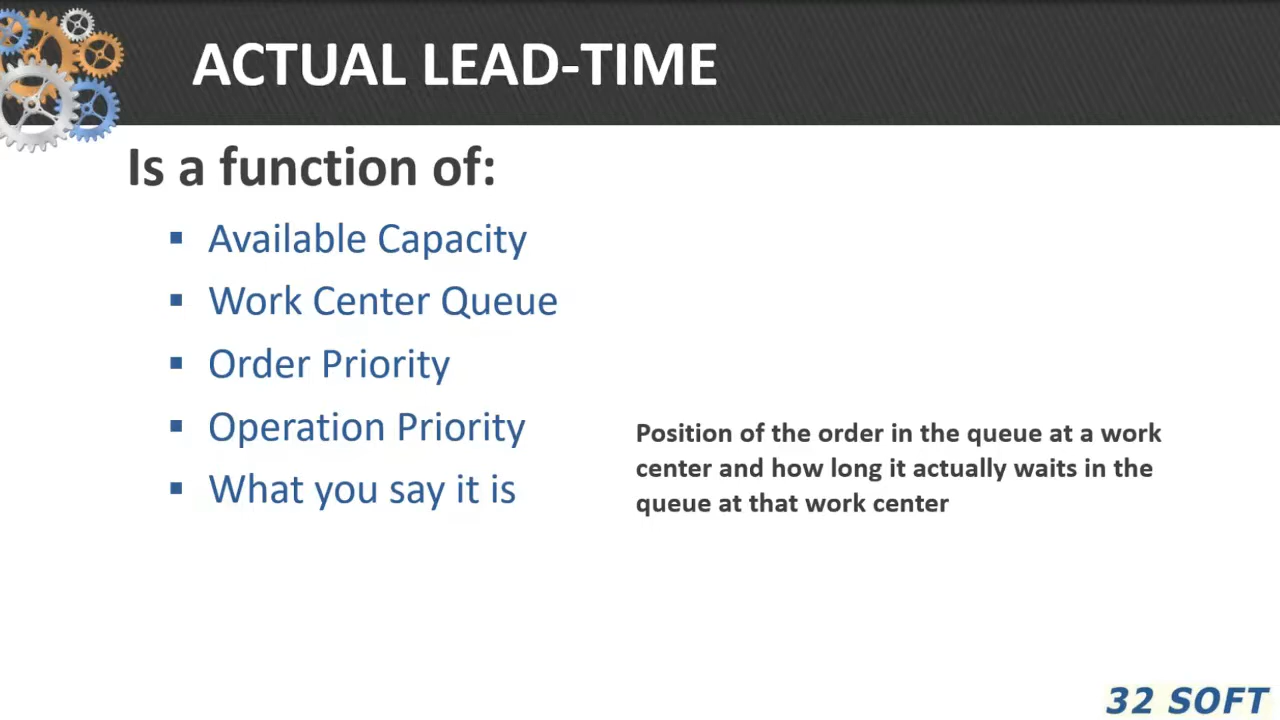 ACTUAL LEAD-TIME
Is a function of:
▪ Available Capacity
▪ Work Center Queue
▪ Order Priority
▪ Operation Priority
▪ What you say it is
Position of the order in the queue at a work
center and how long it actually waits in the
queue at that work center
32 SOFT